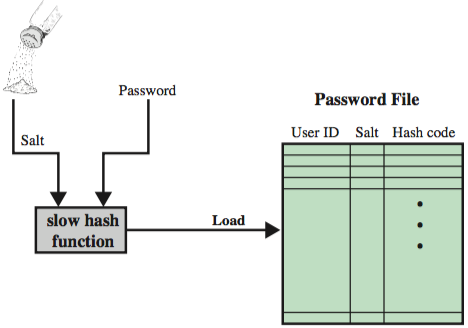 Password
Password File
User ID Salt Hash code
Salt
slow hash
function
Load